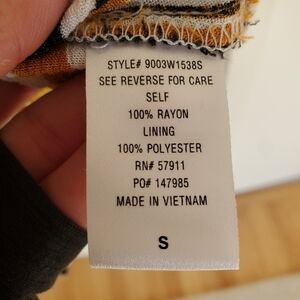 STYLE# 9003W1538S
SEE REVERSE FOR CARE
SELF
100% RAYON
LINING
100% POLYESTER
RN# 57911
PO# 147985
MADE IN VIETNAM
S